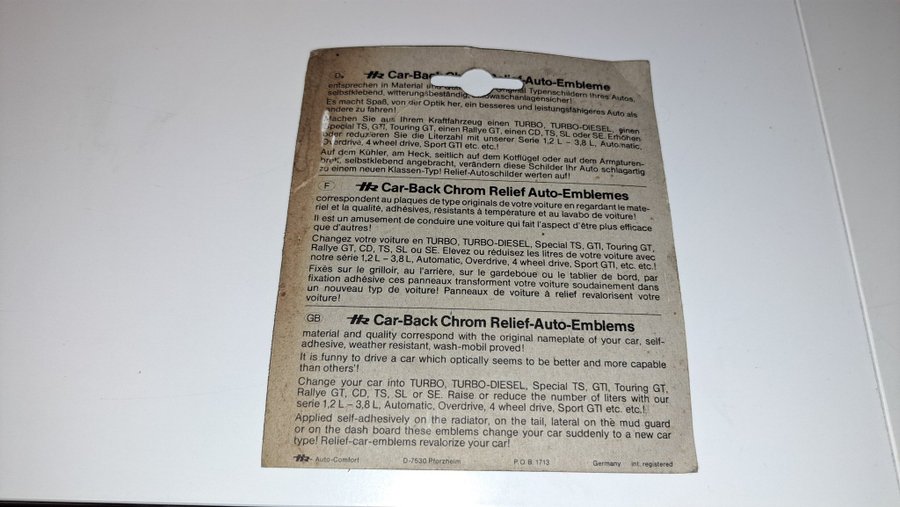 D
Hz Car-Back Chrom Relief-Auto-Embleme
entsprechen in Material und Typenschildern Ihres Autos,
selbstklebend, witterungsbeständig,
Es macht Spaß, von der Optik her, ein besseres und leistungsfähigeres Auto als
andere zu fahren!
Machen Sie aus Ihrem Kraftfahrzeug einen TURBO, TURBO-DIESEL, einen
Special TS, GTI, Touring GT, einen Rallye GT, einen CD, TS, SL oder SE. Erhöhen
oder reduzieren Sie die Literzahl mit unserer Serie 1,2 L – 3,8 L, Automatic,
Overdrive, 4 wheel drive, Sport GTI etc. etc.!
Auf dem Kühler, am Heck, seitlich auf dem Kotflügel oder auf dem Armaturen-
brett, selbstklebend angebracht, verändern diese Schilder Ihr Auto schlagartig
zu einem neuen Klassen-Typ! Relief-Autoschilder werten auf!
F
Hz Car-Back Chrom Relief Auto-Emblemes
correspondent au plaques de type originals de votre voiture en regardant le mate-
riel et la qualité, adhésives, résistants à température et au lavabo de voiture!
Il est un amusement de conduire une voiture qui fait l'aspect d'être plus efficace
que d'autres!
Changez votre voiture en TURBO, TURBO-DIESEL, Special TS, GTI, Touring GT,
Rallye GT, CD, TS, SL ou SE. Elevez ou réduisez les litres de votre voiture avec
notre série 1,2 L – 3,8 L, Automatic, Overdrive, 4 wheel drive, Sport GTI etc. etc.!
Fixés sur le grilloir, au l'arrière, sur le gardeboue ou le tablier de bord, par
fixation adhésive ces panneaux transforment votre voiture soudainement dans
un nouveau typ de voiture! Panneaux de voiture à relief revalorisent votre
voiture!
GB
Hz Car-Back Chrom Relief-Auto-Emblems
material and quality correspond with the original nameplate of your car, self-
adhesive, weather resistant, wash-mobil proved!
It is funny to drive a car which optically seems to be better and more capable
than others'!
Change your car into TURBO, TURBO-DIESEL, Special TS, GTI, Touring GT,
Rallye GT, CD, TS, SL or SE. Raise or reduce the number of liters with our
serie 1,2 L – 3,8 L, Automatic, Overdrive, 4 wheel drive, Sport GTI etc. etc.!
Applied self-adhesively on the radiator, on the tail, lateral on the mud guard
or on the dash board these emblems change your car suddenly to a new car
type! Relief-car-emblems revalorize your car!
Hz - Auto-Comfort D-7530 Pforzheim P.O.B. 1713 Germany int. registered